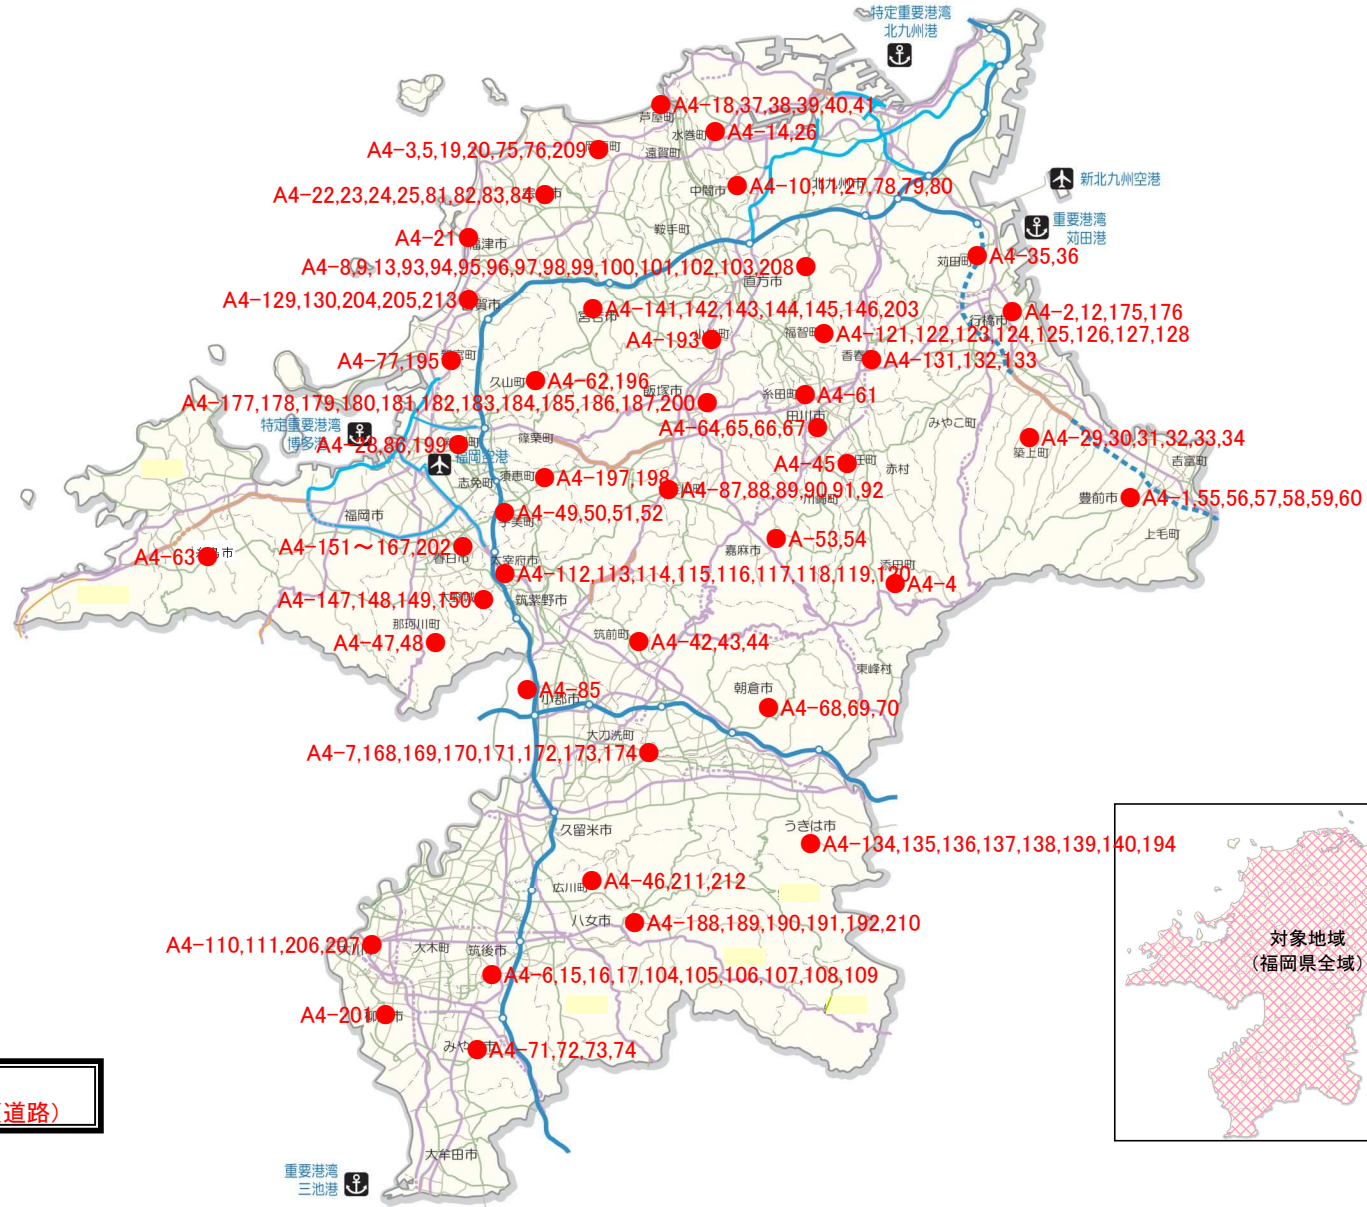 特定重要港湾
北九州港
A4-18,37,38,39,40,41
芦屋町
水巻町
A4-14,26
遠賀町
A4-3,5,19,20,75,76,209
中間市
A4-10,11,27,78,79,80
北九州市
新北九州空港
A4-22,23,24,25,81,82,83,84
重要港湾
苅田港
鞍手町
A4-21
福津市
苅田町
A4-35,36
A4-8,9,13,93,94,95,96,97,98,99,100,101,102,103,208
直方市
A4-129,130,204,205,213
A4-141,142,143,144,145,146,203
A4-2,12,175,176
行橋市
福智町
A4-121,122,123,124,125,126,127,128
A4-193
A4-77,195
香春
A4-131,132,133
久山町
A4-62,196
飯塚市
糸田町
A4-61
A4-177,178,179,180,181,182,183,184,185,186,187,200
田川市
A4-64,65,66,67
みやこ町
特定重要港湾
博多港
A4-28,86,199
福岡空港
篠栗町
A4-29,30,31,32,33,34
築上町
吉富町
A4-45
赤村
志免町
須恵町
A4-197,198
A4-87,88,89,90,91,92
川崎町
豊前市
A4-1,55,56,57,58,59,60
福岡市
A4-49,50,51,52
宇美町
上毛町
A4-151～167,202
春日市
太宰府市
嘉麻市
A-53,54
A4-63
添田町
A4-112,113,114,115,116,117,118,119,120
A4-4
A4-147,148,149,150
筑紫野市
那珂川町
A4-47,48
筑前町
A4-42,43,44
東峰村
朝倉市
A4-85
小郡市
A4-68,69,70
大刀洗町
A4-7,168,169,170,171,172,173,174
久留米市
うきは市
A4-134,135,136,137,138,139,140,194
広川町
A4-46,211,212
八女市
A4-188,189,190,191,192,210
A4-110,111,206,207
大木町
筑後市
A4-6,15,16,17,104,105,106,107,108,109
A4-201
A4-71,72,73,74
大牟田市
重要港湾
三池港
道路）
対象地域
（福岡県全域）